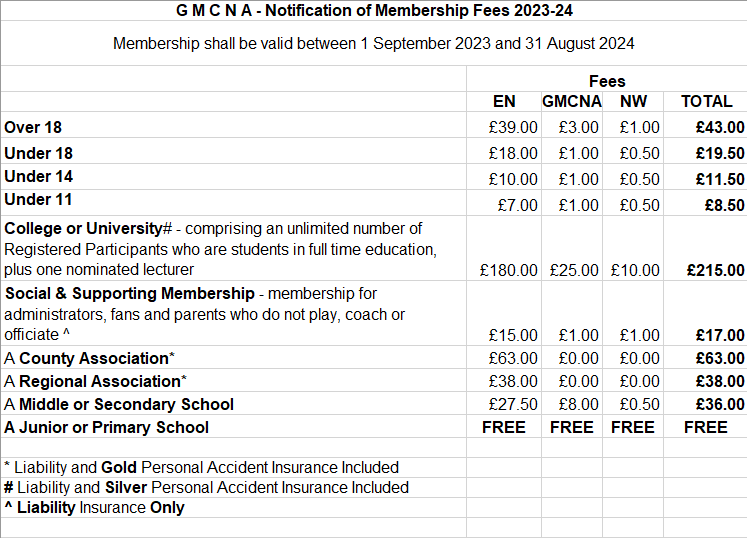 G M C N A - Notification of Membership Fees 2023-24
Membership shall be valid between 1 September 2023 and 31 August 2024
Fees
EN GMCNA NW TOTAL
Over 18 £39.00 £3.00 £1.00 £43.00
Under 18 £18.00 £1.00 £0.50 £19.50
Under 14 £10.00 £1.00 £0.50 £11.50
Under 11 £7.00 £1.00 £0.50 £8.50
College or University# - comprising an unlimited number of
Registered Participants who are students in full time education,
plus one nominated lecturer £180.00 £25.00 £10.00 £215.00
Social & Supporting Membership - membership for
administrators, fans and parents who do not play, coach or
officiate ^ £15.00 £1.00 £1.00 £17.00
A County Association* £63.00 £0.00 £0.00 £63.00
A Regional Association* £38.00 £0.00 £0.00 £38.00
A Middle or Secondary School £27.50 £8.00 £0.50 £36.00
A Junior or Primary School FREE FREE FREE FREE
* Liability and Gold Personal Accident Insurance Included
# Liability and Silver Personal Accident Insurance Included
^ Liability Insurance Only